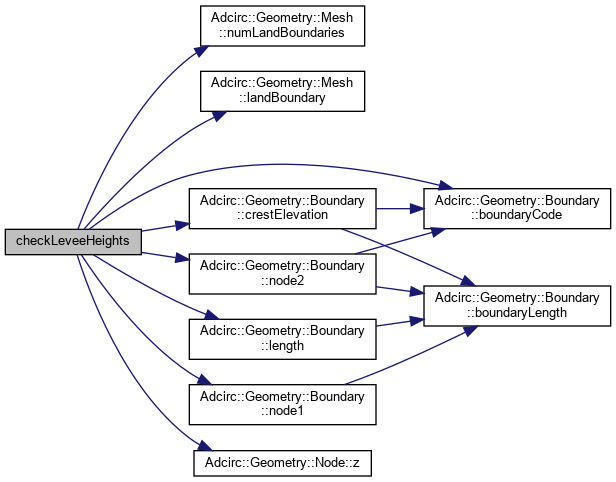 Adcirc::Geometry::Mesh
::numLandBoundaries
Adcirc::Geometry::Mesh
::landBoundary
Adcirc::Geometry::Boundary
::crestElevation
Adcirc::Geometry::Boundary
::boundaryCode
checkLeveeHeights
Adcirc::Geometry::Boundary
::node2
Adcirc::Geometry::Boundary
::boundaryLength
Adcirc::Geometry::Boundary
::length
Adcirc::Geometry::Boundary
::node1
Adcirc::Geometry::Node::z